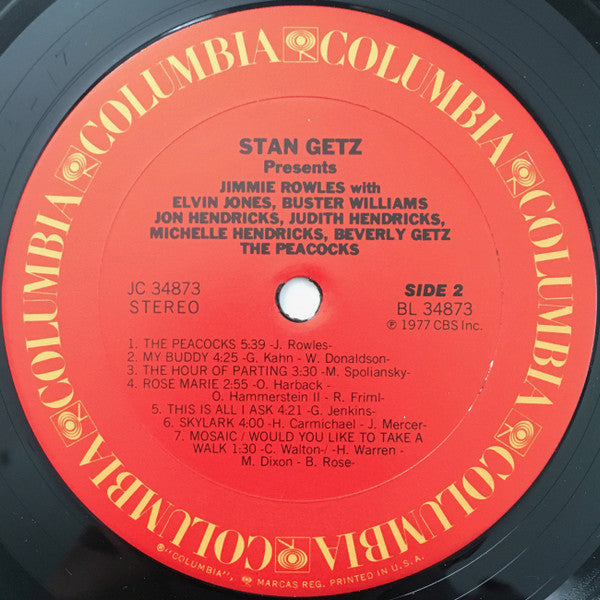 COLUMBIA COLUMBIA COLUMBIA COLUMBIA COLUMBIA COLUMBIA
STAN GETZ
Presents
JIMMIE ROWLES with
ELVIN JONES, BUSTER WILLIAMS
JON HENDRICKS, JUDITH HENDRICKS,
MICHELLE HENDRICKS, BEVERLY GETZ
THE PEACOCKS
JC 34873
STEREO
SIDE 2
BL 34873
℗ 1977 CBS Inc.
1. THE PEACOCKS 5:39 -J. Rowles-
2. MY BUDDY 4:25 -G. Kahn - W. Donaldson-
3. THE HOUR OF PARTING 3:30 -M. Spoliansky-
4. ROSE MARIE 2:55 -O. Harback -
O. Hammerstein II - R. Friml-
5. THIS IS ALL I ASK 4:21 -G. Jenkins-
6. SKYLARK 4:00 -H. Carmichael - J. Mercer-
7. MOSAIC / WOULD YOU LIKE TO TAKE A
WALK 1:30 -C. Walton-/ -H. Warren -
M. Dixon - B. Rose-
®"COLUMBIA", MARCAS REG. PRINTED IN U.S.A.